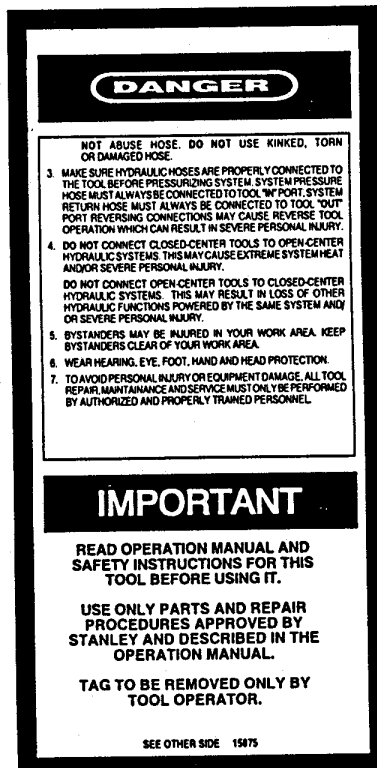 DANGER
NOT ABUSE HOSE. DO NOT USE KINKED, TORN
OR DAMAGED HOSE.
3. MAKE SURE HYDRAULIC HOSES ARE PROPERLY CONNECTED TO
THE TOOL BEFORE PRESSURIZING SYSTEM. SYSTEM PRESSURE
HOSE MUST ALWAYS BE CONNECTED TO TOOL "IN" PORT. SYSTEM
RETURN HOSE MUST ALWAYS BE CONNECTED TO TOOL "OUT"
PORT REVERSING CONNECTIONS MAY CAUSE REVERSE TOOL
OPERATION WHICH CAN RESULT IN SEVERE PERSONAL INJURY.
4. DO NOT CONNECT CLOSED-CENTER TOOLS TO OPEN-CENTER
HYDRAULIC SYSTEMS. THIS MAY CAUSE EXTREME SYSTEM HEAT
AND/OR SEVERE PERSONAL INJURY.
DO NOT CONNECT OPEN-CENTER TOOLS TO CLOSED-CENTER
HYDRAULIC SYSTEMS. THIS MAY RESULT IN LOSS OF OTHER
HYDRAULIC FUNCTIONS POWERED BY THE SAME SYSTEM AND/
OR SEVERE PERSONAL INJURY.
5. BYSTANDERS MAY BE INJURED IN YOUR WORK AREA. KEEP
BYSTANDERS CLEAR OF YOUR WORK AREA.
6. WEAR HEARING, EYE, FOOT, HAND AND HEAD PROTECTION.
7. TO AVOID PERSONAL INJURY OR EQUIPMENT DAMAGE, ALL TOOL
REPAIR, MAINTAINANCE AND SERVICE MUST ONLY BE PERFORMED
BY AUTHORIZED AND PROPERLY TRAINED PERSONNEL.
IMPORTANT
READ OPERATION MANUAL AND
SAFETY INSTRUCTIONS FOR THIS
TOOL BEFORE USING IT.
USE ONLY PARTS AND REPAIR
PROCEDURES APPROVED BY
STANLEY AND DESCRIBED IN THE
OPERATION MANUAL.
TAG TO BE REMOVED ONLY BY
TOOL OPERATOR.
SEE OTHER SIDE 15875